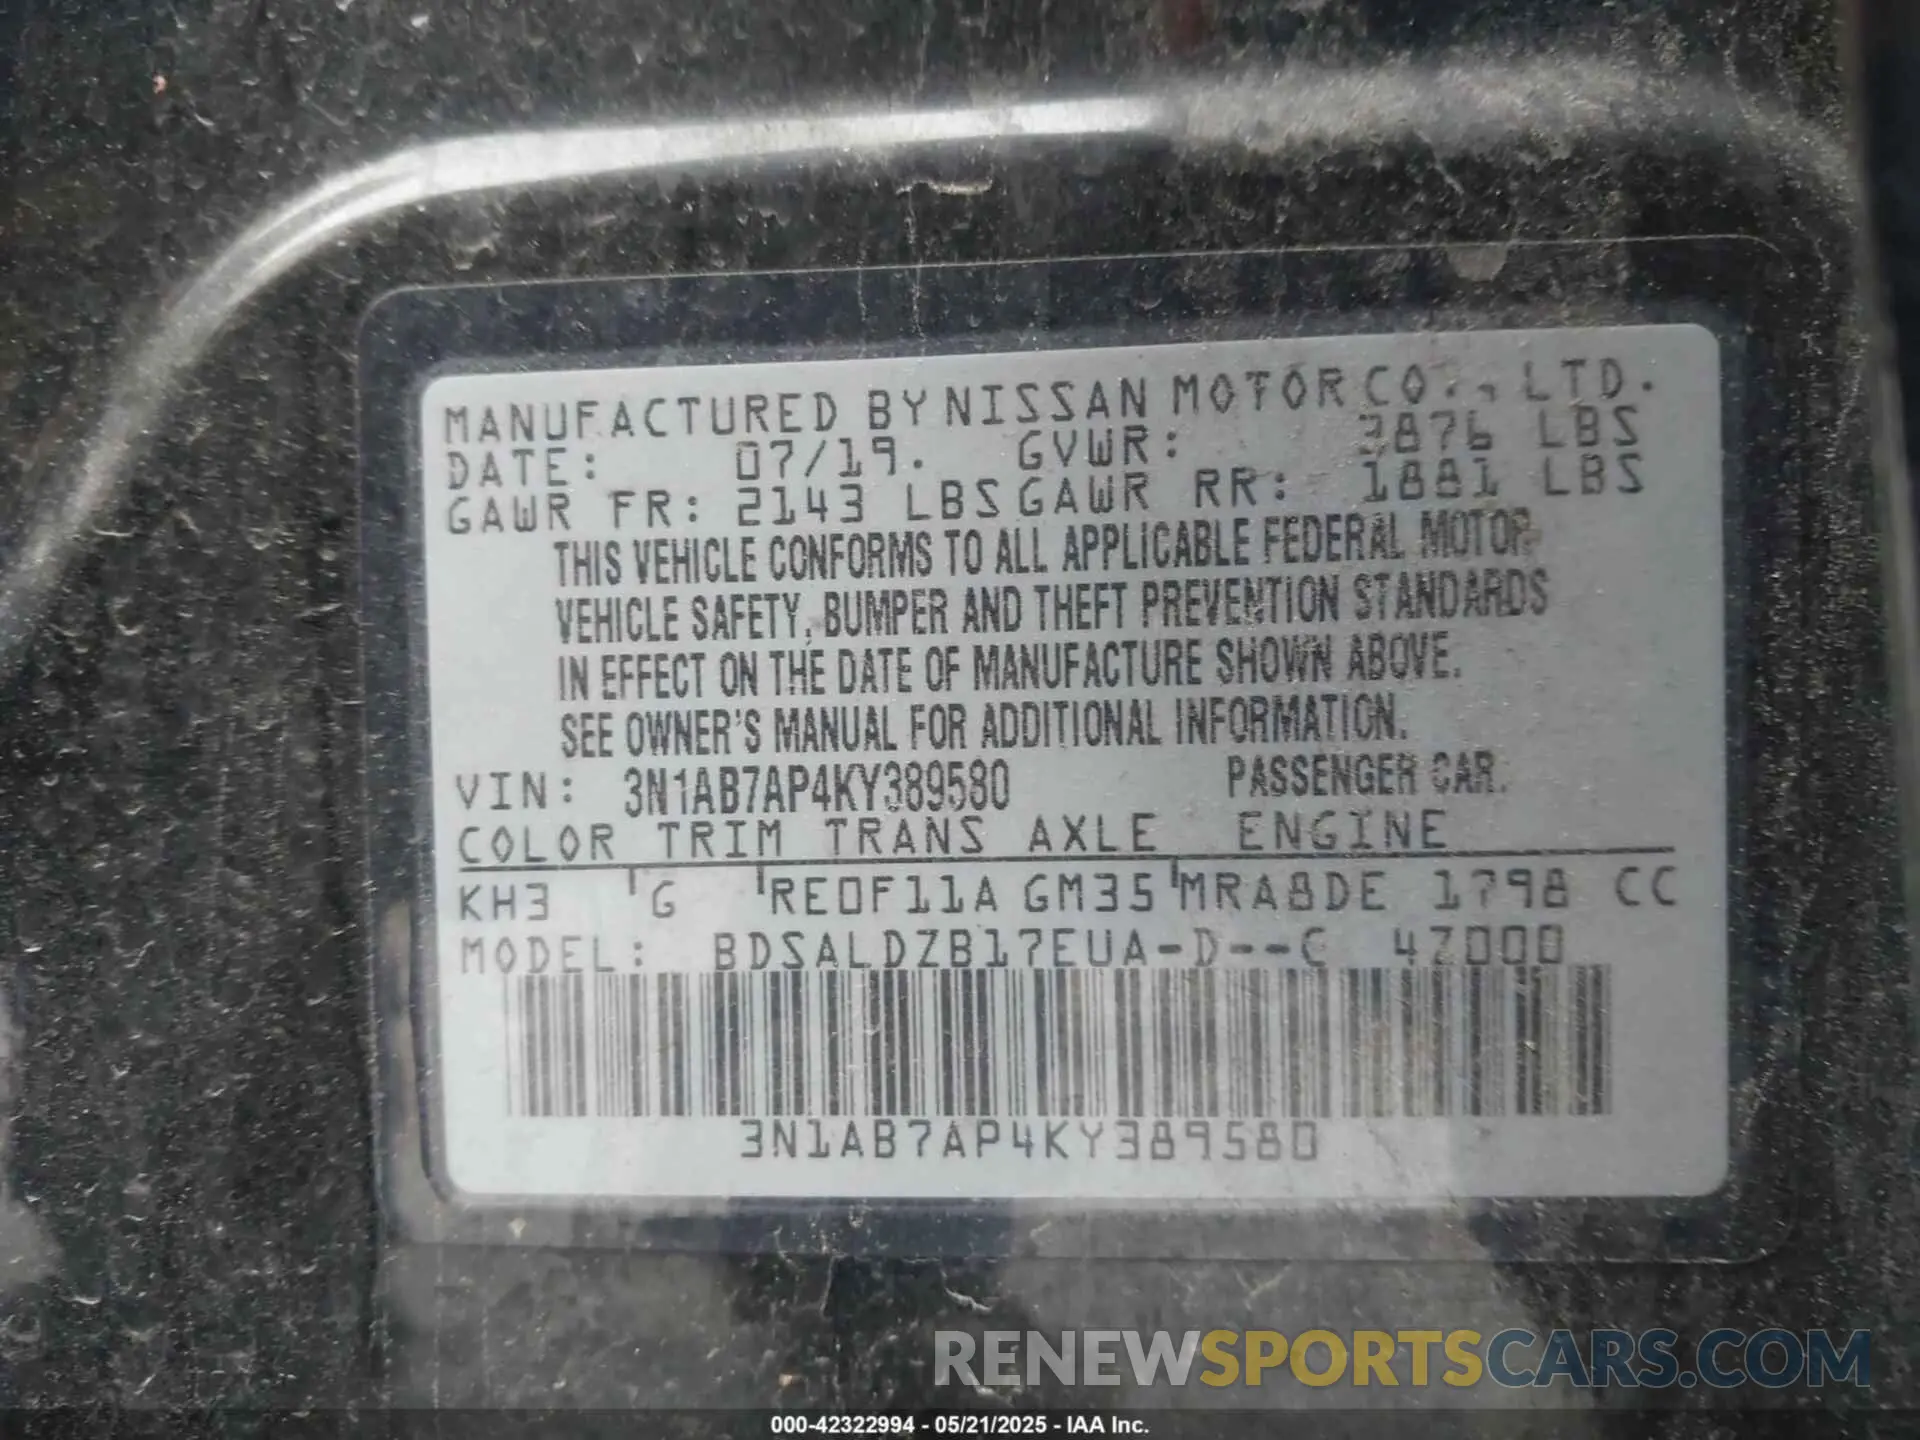 MANUFACTURED BY NISSAN MOTOR CO., LTD.
DATE: 07/19. GVWR: 3876 LBS
GAWR FR: 2143 LBS GAWR RR: 1881 LBS
THIS VEHICLE CONFORMS TO ALL APPLICABLE FEDERAL MOTOR
VEHICLE SAFETY, BUMPER AND THEFT PREVENTION STANDARDS
IN EFFECT ON THE DATE OF MANUFACTURE SHOWN ABOVE.
SEE OWNER'S MANUAL FOR ADDITIONAL INFORMATION.
VIN: 3N1AB7AP4KY389580 PASSENGER CAR.
COLOR TRIM TRANS AXLE ENGINE
KH3 G RE0F11A GM35 MRA8DE 1798 CC
MODEL: BDSALDZB17EUA-D--C 4Z000
3N1AB7AP4KY389580
RENEWSPORTSCARS.COM
000-42322994 - 05/21/2025 - IAA Inc.